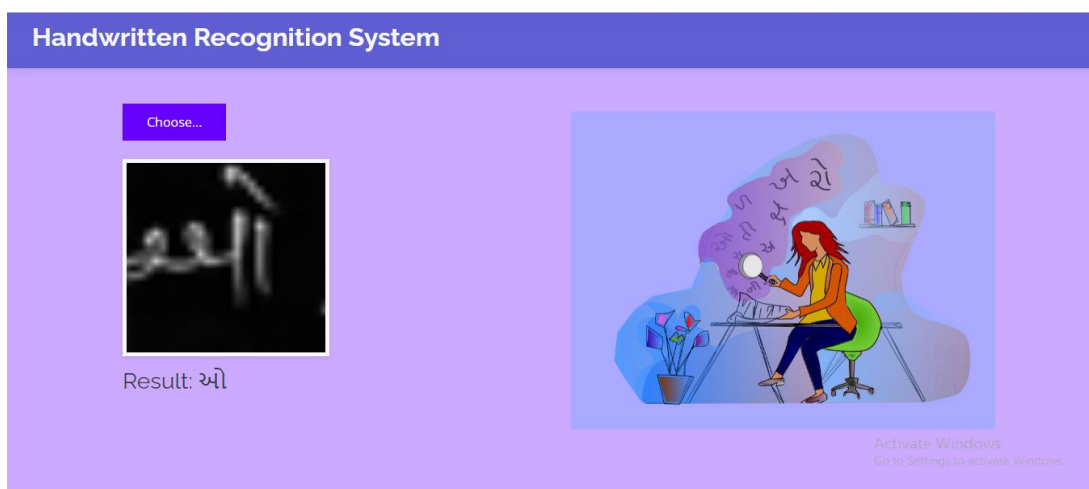 Handwritten Recognition System
Choose...
Result: ઓ
Activate Windows
Go to Settings to activate Windows.